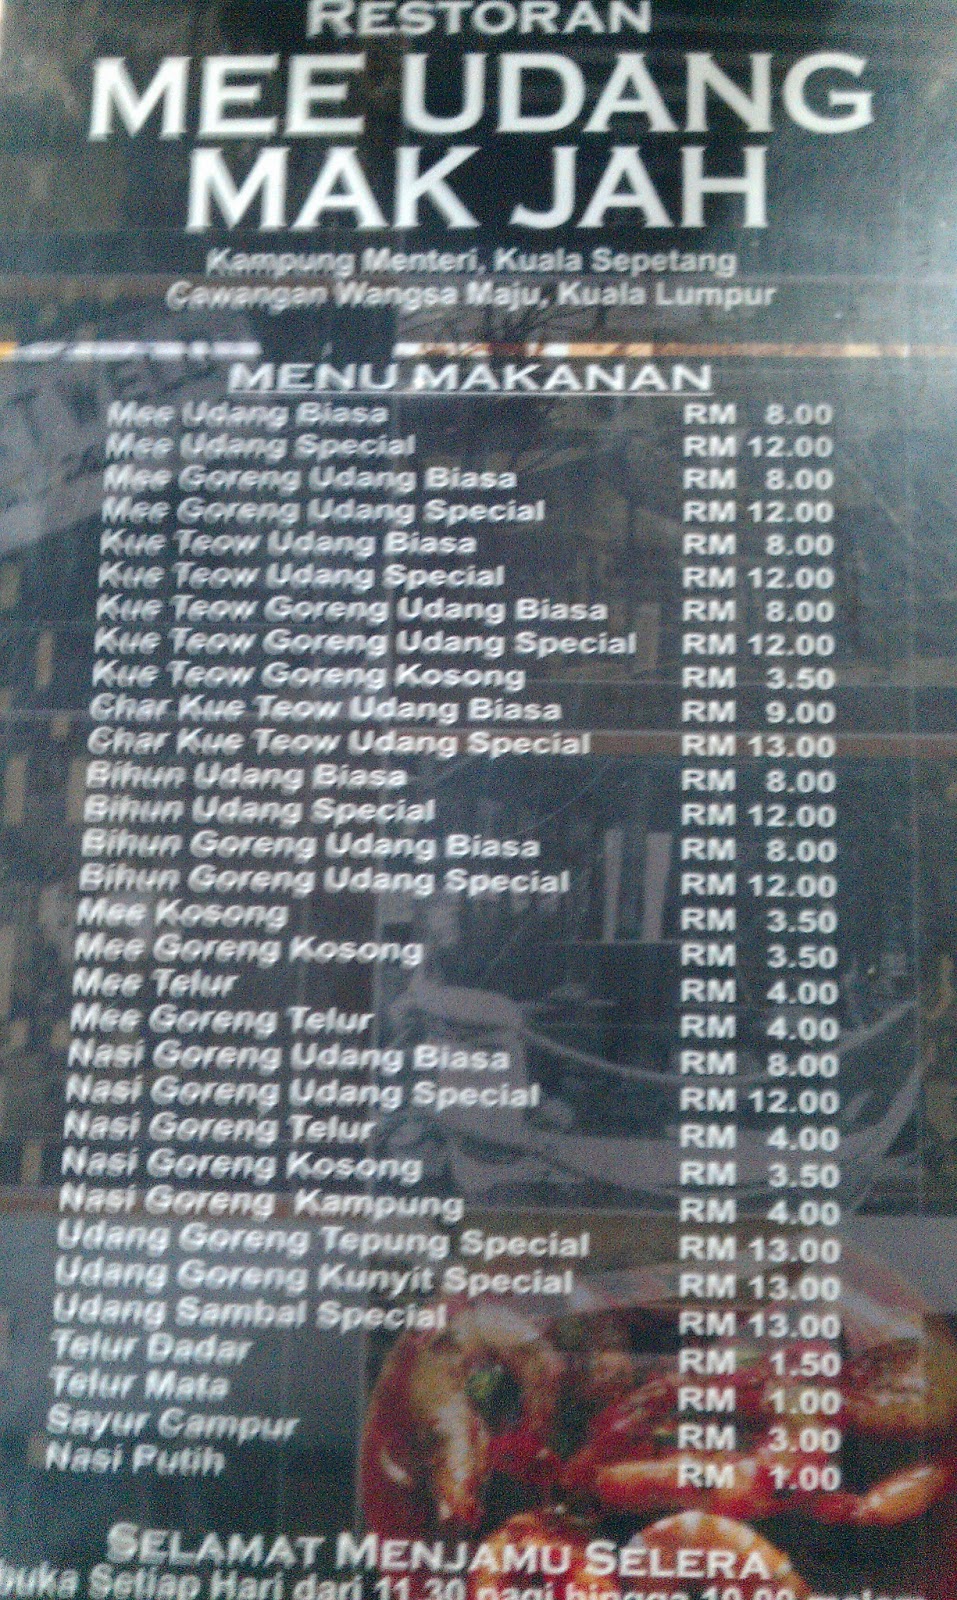 RESTORAN
MEE UDANG
MAK JAH
Kampung Menteri, Kuala Sepetang
Cawangan Wangsa Maju, Kuala Lumpur
MENU MAKANAN
Mee Udang Biasa RM 8.00
Mee Udang Special RM 12.00
Mee Goreng Udang Biasa RM 8.00
Mee Goreng Udang Special RM 12.00
Kue Teow Udang Biasa RM 8.00
Kue Teow Udang Special RM 12.00
Kue Teow Goreng Udang Biasa RM 8.00
Kue Teow Goreng Udang Special RM 12.00
Kue Teow Goreng Kosong RM 3.50
Char Kue Teow Udang Biasa RM 9.00
Char Kue Teow Udang Special RM 13.00
Bihun Udang Biasa RM 8.00
Bihun Udang Special RM 12.00
Bihun Goreng Udang Biasa RM 8.00
Bihun Goreng Udang Special RM 12.00
Mee Kosong RM 3.50
Mee Goreng Kosong RM 3.50
Mee Telur RM 4.00
Mee Goreng Telur RM 4.00
Nasi Goreng Udang Biasa RM 8.00
Nasi Goreng Udang Special RM 12.00
Nasi Goreng Telur RM 4.00
Nasi Goreng Kosong RM 3.50
Nasi Goreng Kampung RM 4.00
Udang Goreng Tepung Special RM 13.00
Udang Goreng Kunyit Special RM 13.00
Udang Sambal Special RM 13.00
Telur Dadar RM 1.50
Telur Mata RM 1.00
Sayur Campur RM 3.00
Nasi Putih RM 1.00
SELAMAT MENJAMU SELERA
buka Setiap Hari dari 11.30 pagi hingga 10.00